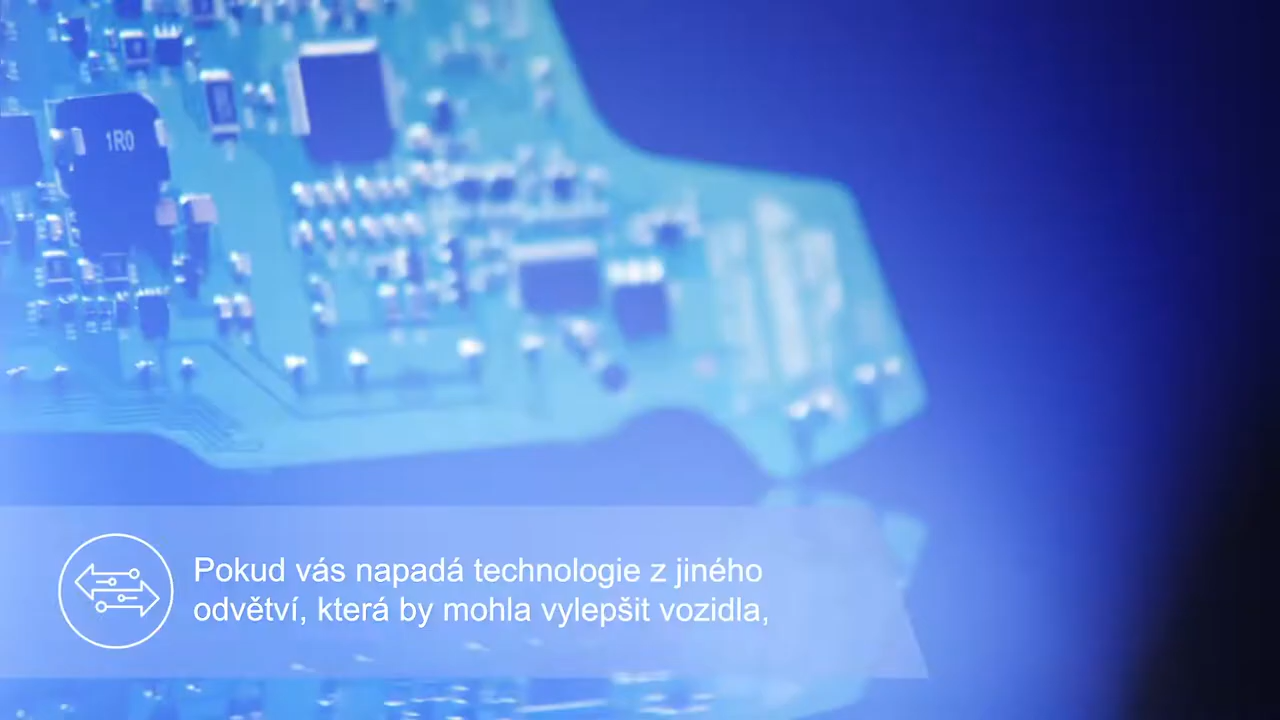 1R0
Pokud vás napadá technologie z jiného
odvětví, která by mohla vylepšit vozidla,